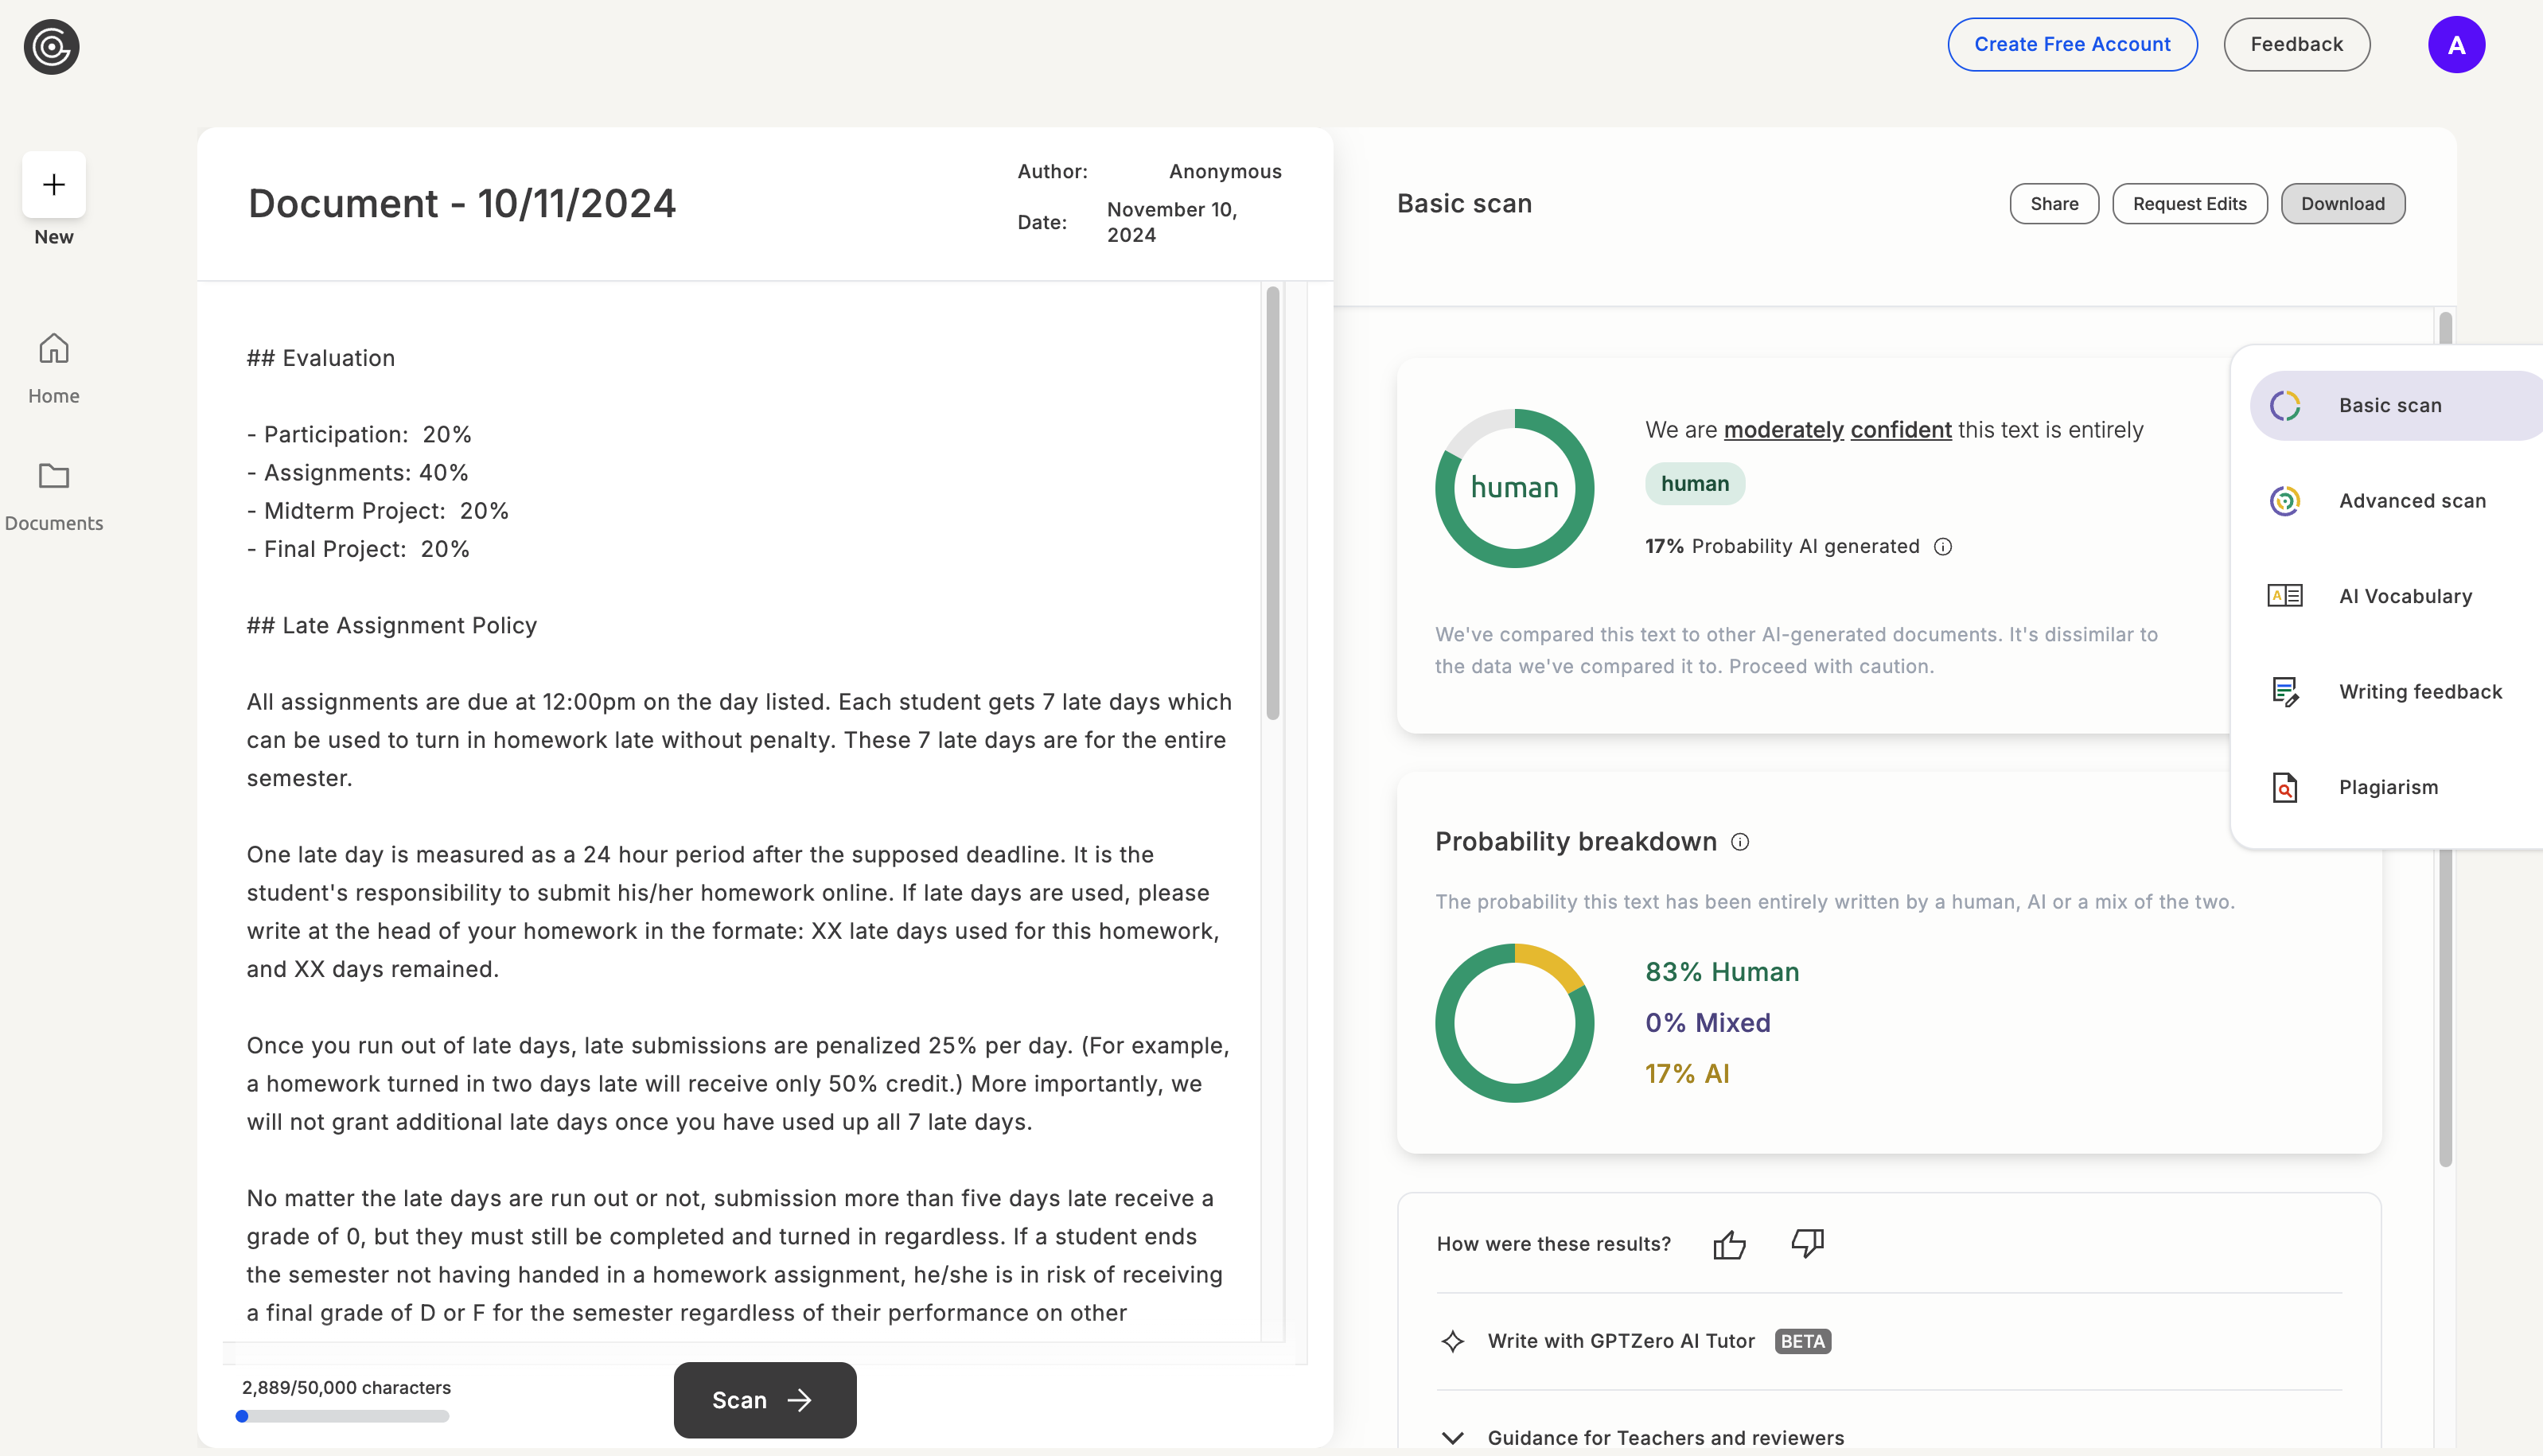 Create Free Account
Feedback
A
New
Home
Documents
Document - 10/11/2024
Author: Anonymous
Date: November 10,
2024
## Evaluation
- Participation: 20%
- Assignments: 40%
- Midterm Project: 20%
- Final Project: 20%
## Late Assignment Policy
All assignments are due at 12:00pm on the day listed. Each student gets 7 late days which
can be used to turn in homework late without penalty. These 7 late days are for the entire
semester.
One late day is measured as a 24 hour period after the supposed deadline. It is the
student's responsibility to submit his/her homework online. If late days are used, please
write at the head of your homework in the formate: XX late days used for this homework,
and XX days remained.
Once you run out of late days, late submissions are penalized 25% per day. (For example,
a homework turned in two days late will receive only 50% credit.) More importantly, we
will not grant additional late days once you have used up all 7 late days.
No matter the late days are run out or not, submission more than five days late receive a
grade of 0, but they must still be completed and turned in regardless. If a student ends
the semester not having handed in a homework assignment, he/she is in risk of receiving
a final grade of D or F for the semester regardless of their performance on other
2,889/50,000 characters
Scan
Basic scan
Share
Request Edits
Download
human
We are moderately confident this text is entirely
human
17% Probability AI generated
We've compared this text to other AI-generated documents. It's dissimilar to
the data we've compared it to. Proceed with caution.
Probability breakdown
The probability this text has been entirely written by a human, AI or a mix of the two.
83% Human
0% Mixed
17% AI
How were these results?
Write with GPTZero AI Tutor BETA
Guidance for Teachers and reviewers
Basic scan
Advanced scan
A
AI Vocabulary
Writing feedback
Plagiarism